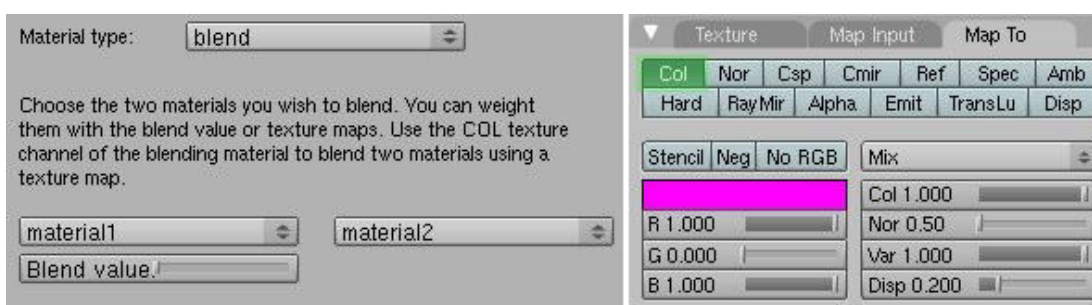 Material type: blend
Choose the two materials you wish to blend. You can weight
them with the blend value or texture maps. Use the COL texture
channel of the blending material to blend two materials using a
texture map.
material1 material2
Blend value:
Texture Map Input Map To
Col Nor Csp Cmir Ref Spec Amb
Hard RayMir Alpha Emit TransLu Disp
Stencil Neg No RGB Mix
Col 1.000
R 1.000 Nor 0.50
G 0.000 Var 1.000
B 1.000 Disp 0.200